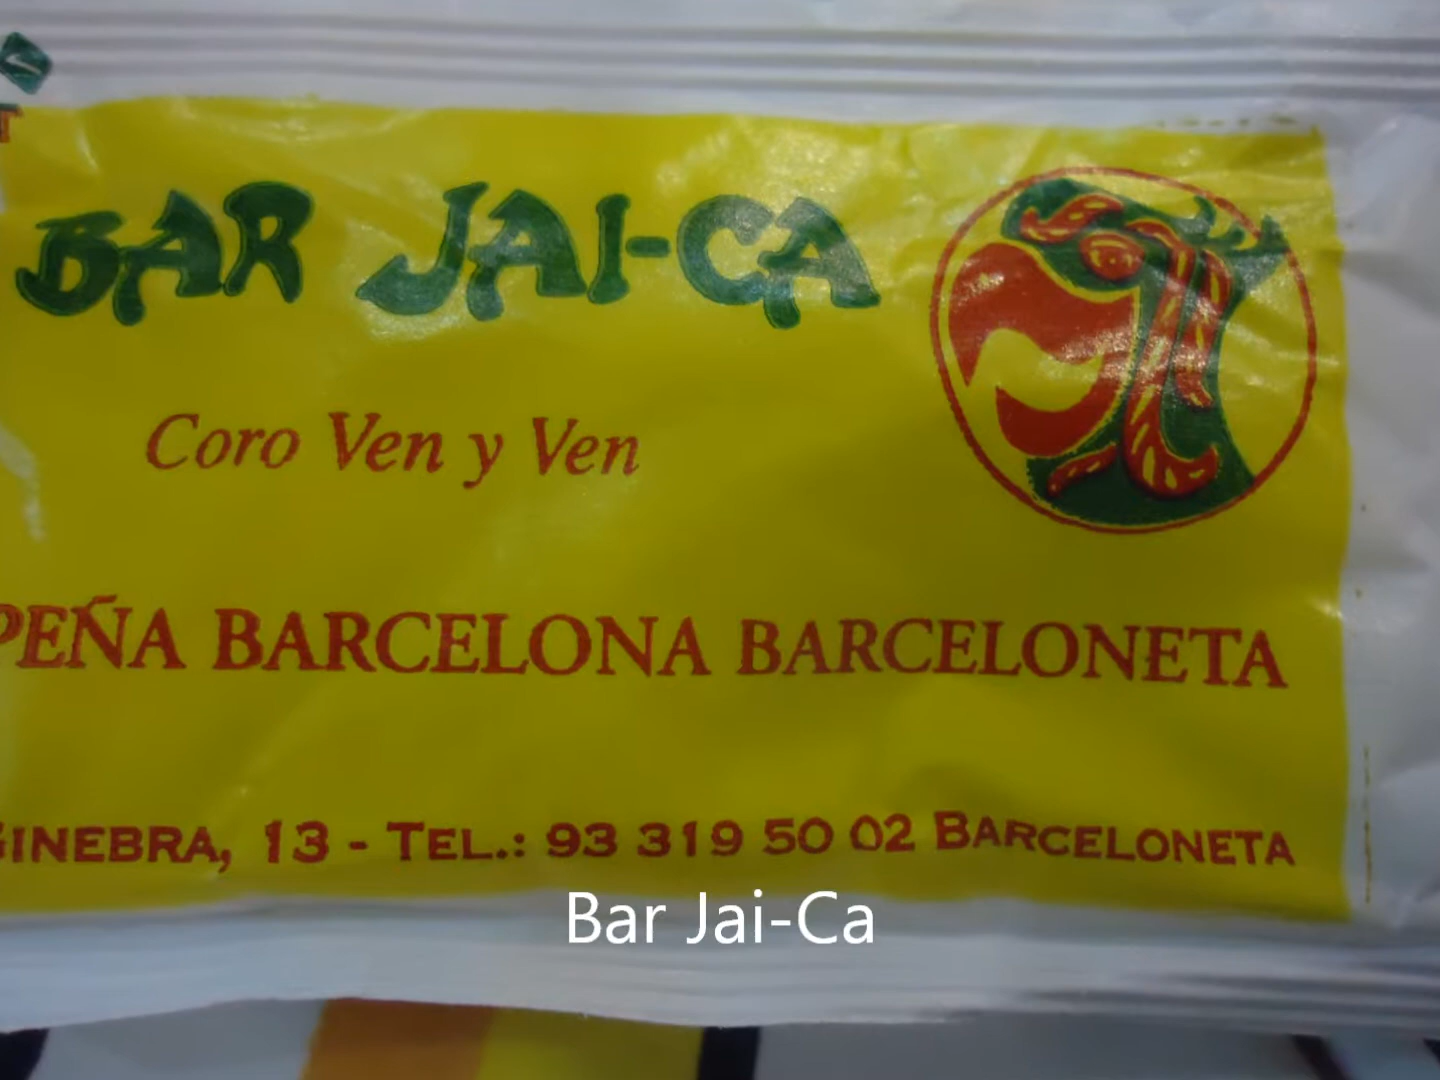 BAR JAI-CA
Coro Ven y Ven
PEÑA BARCELONA BARCELONETA
GINEBRA, 13 - TEL.: 93 319 50 02 BARCELONETA
Bar Jai-Ca